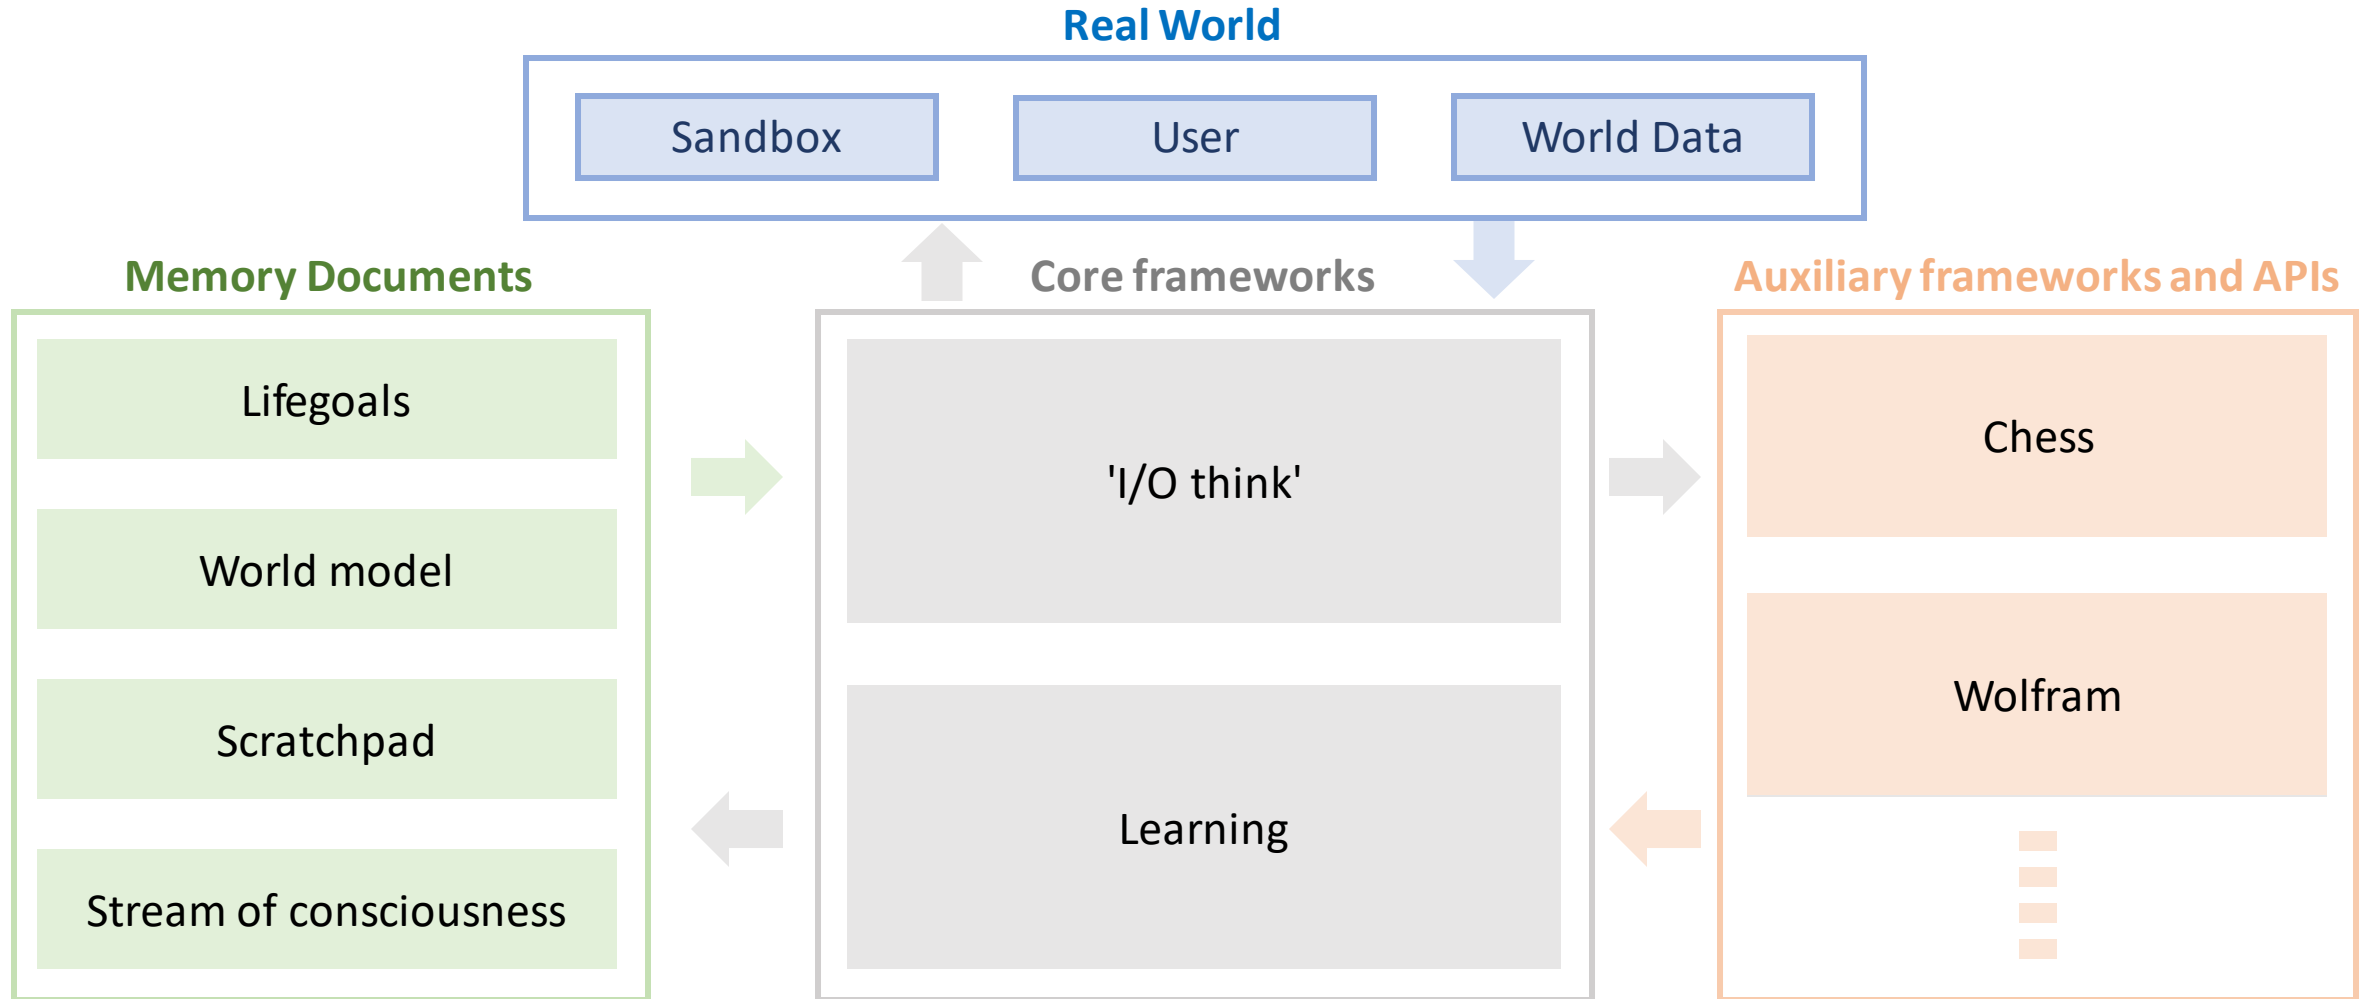 Real World
Sandbox
User
World Data
Memory Documents
Lifegoals
World model
Scratchpad
Stream of consciousness
Core frameworks
'I/O think'
Learning
Auxiliary frameworks and APIs
Chess
Wolfram